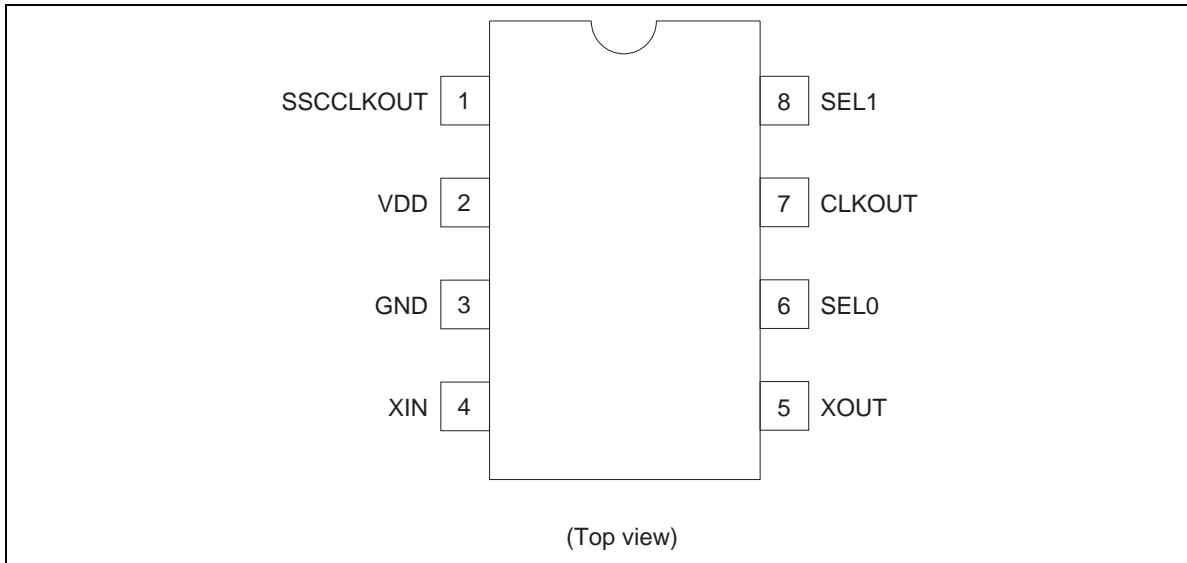 SSCCLKOUT 1 8 SEL1
VDD 2 7 CLKOUT
GND 3 6 SEL0
XIN 4 5 XOUT
(Top view)